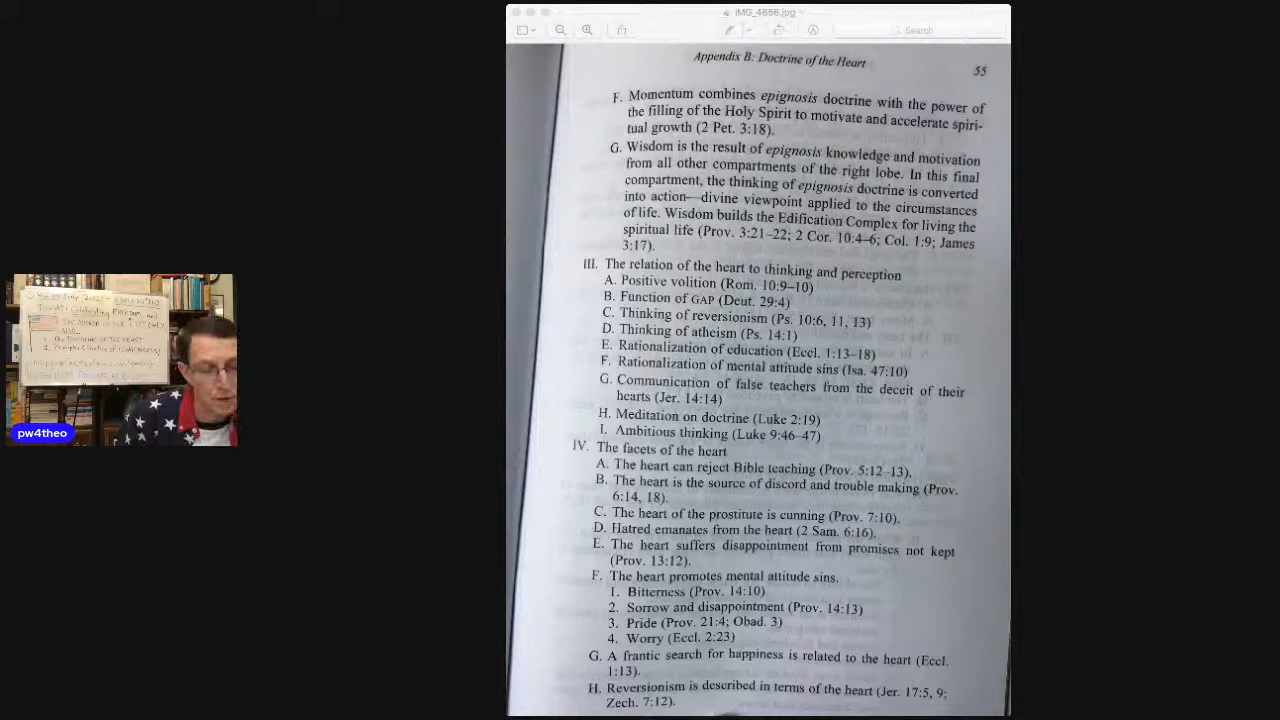 IMG_4858.jpg
Search
Appendix B: Doctrine of the Heart
55
F. Momentum combines epignosis doctrine with the power of
the filling of the Holy Spirit to motivate and accelerate spiri-
tual growth (2 Pet. 3:18).
G. Wisdom is the result of epignosis knowledge and motivation
from all other compartments of the right lobe. In this final
compartment, the thinking of epignosis doctrine is converted
into action—divine viewpoint applied to the circumstances
of life. Wisdom builds the Edification Complex for living the
spiritual life (Prov. 3:21–22; 2 Cor. 10:4–6; Col. 1:9; James
3:17).
III. The relation of the heart to thinking and perception
A. Positive volition (Rom. 10:9–10)
B. Function of GAP (Deut. 29:4)
C. Thinking of reversionism (Ps. 10:6, 11, 13)
D. Thinking of atheism (Ps. 14:1)
E. Rationalization of education (Eccl. 1:13–18)
F. Rationalization of mental attitude sins (Isa. 47:10)
G. Communication of false teachers from the deceit of their
hearts (Jer. 14:14)
H. Meditation on doctrine (Luke 2:19)
I. Ambitious thinking (Luke 9:46–47)
IV. The facets of the heart
A. The heart can reject Bible teaching (Prov. 5:12–13).
B. The heart is the source of discord and trouble making (Prov.
6:14, 18).
C. The heart of the prostitute is cunning (Prov. 7:10).
D. Hatred emanates from the heart (2 Sam. 6:16).
E. The heart suffers disappointment from promises not kept
(Prov. 13:12).
F. The heart promotes mental attitude sins.
1. Bitterness (Prov. 14:10)
2. Sorrow and disappointment (Prov. 14:13)
3. Pride (Prov. 21:4; Obad. 3)
4. Worry (Eccl. 2:23)
G. A frantic search for happiness is related to the heart (Eccl.
1:13).
H. Reversionism is described in terms of the heart (Jer. 17:5, 9;
Zech. 7:12).
pw4theo